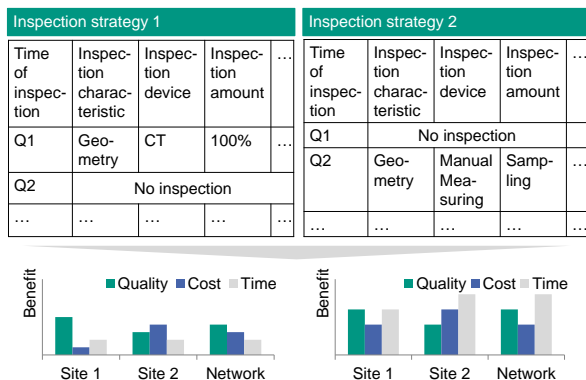 Inspection strategy 1
Time of inspec-tion Inspec-tion charac-teristic Inspec-tion device Inspec-tion amount …
Q1 Geo-metry CT 100% …
Q2 No inspection
… … … … …
Inspection strategy 2
Time of inspec-tion Inspec-tion charac-teristic Inspec-tion device Inspec-tion amount …
Q1 No inspection
Q2 Geo-metry Manual Mea-suring Samp-ling …
… … … … …
Benefit
Quality Cost Time
Site 1 Site 2 Network
Benefit
Quality Cost Time
Site 1 Site 2 Network